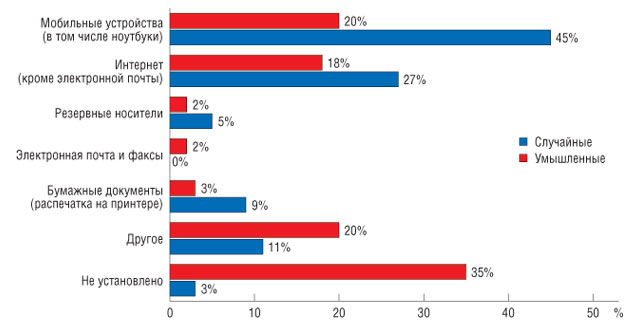 Мобильные устройства
(в том числе ноутбуки)
20%
45%
Интернет
(кроме электронной почты)
18%
27%
Резервные носители
2%
5%
Электронная почта и факсы
2%
0%
Бумажные документы
(распечатка на принтере)
3%
9%
Другое
20%
11%
Не установлено
35%
3%
Случайные
Умышленные
0 10 20 30 40 50 %